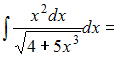 ∫ x²dx / √(4 + 5x³) dx =